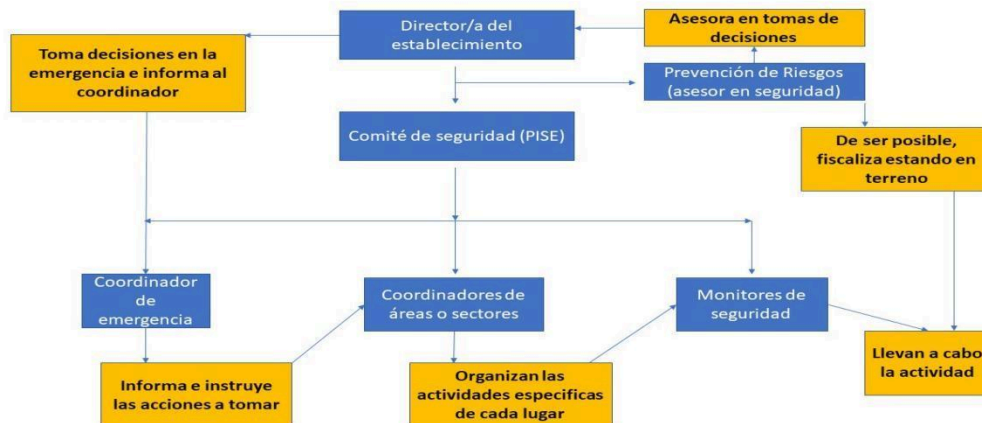 Director/a del
establecimiento
Asesora en tomas de
decisiones
Toma decisiones en la
emergencia e informa al
coordinador
Prevención de Riesgos
(asesor en seguridad)
Comité de seguridad (PISE)
De ser posible,
fiscaliza estando en
terreno
Coordinador
de
emergencia
Coordinadores de
áreas o sectores
Monitores de
seguridad
Informa e instruye
las acciones a tomar
Organizan las
actividades especificas
de cada lugar
Llevan a cabo
la actividad